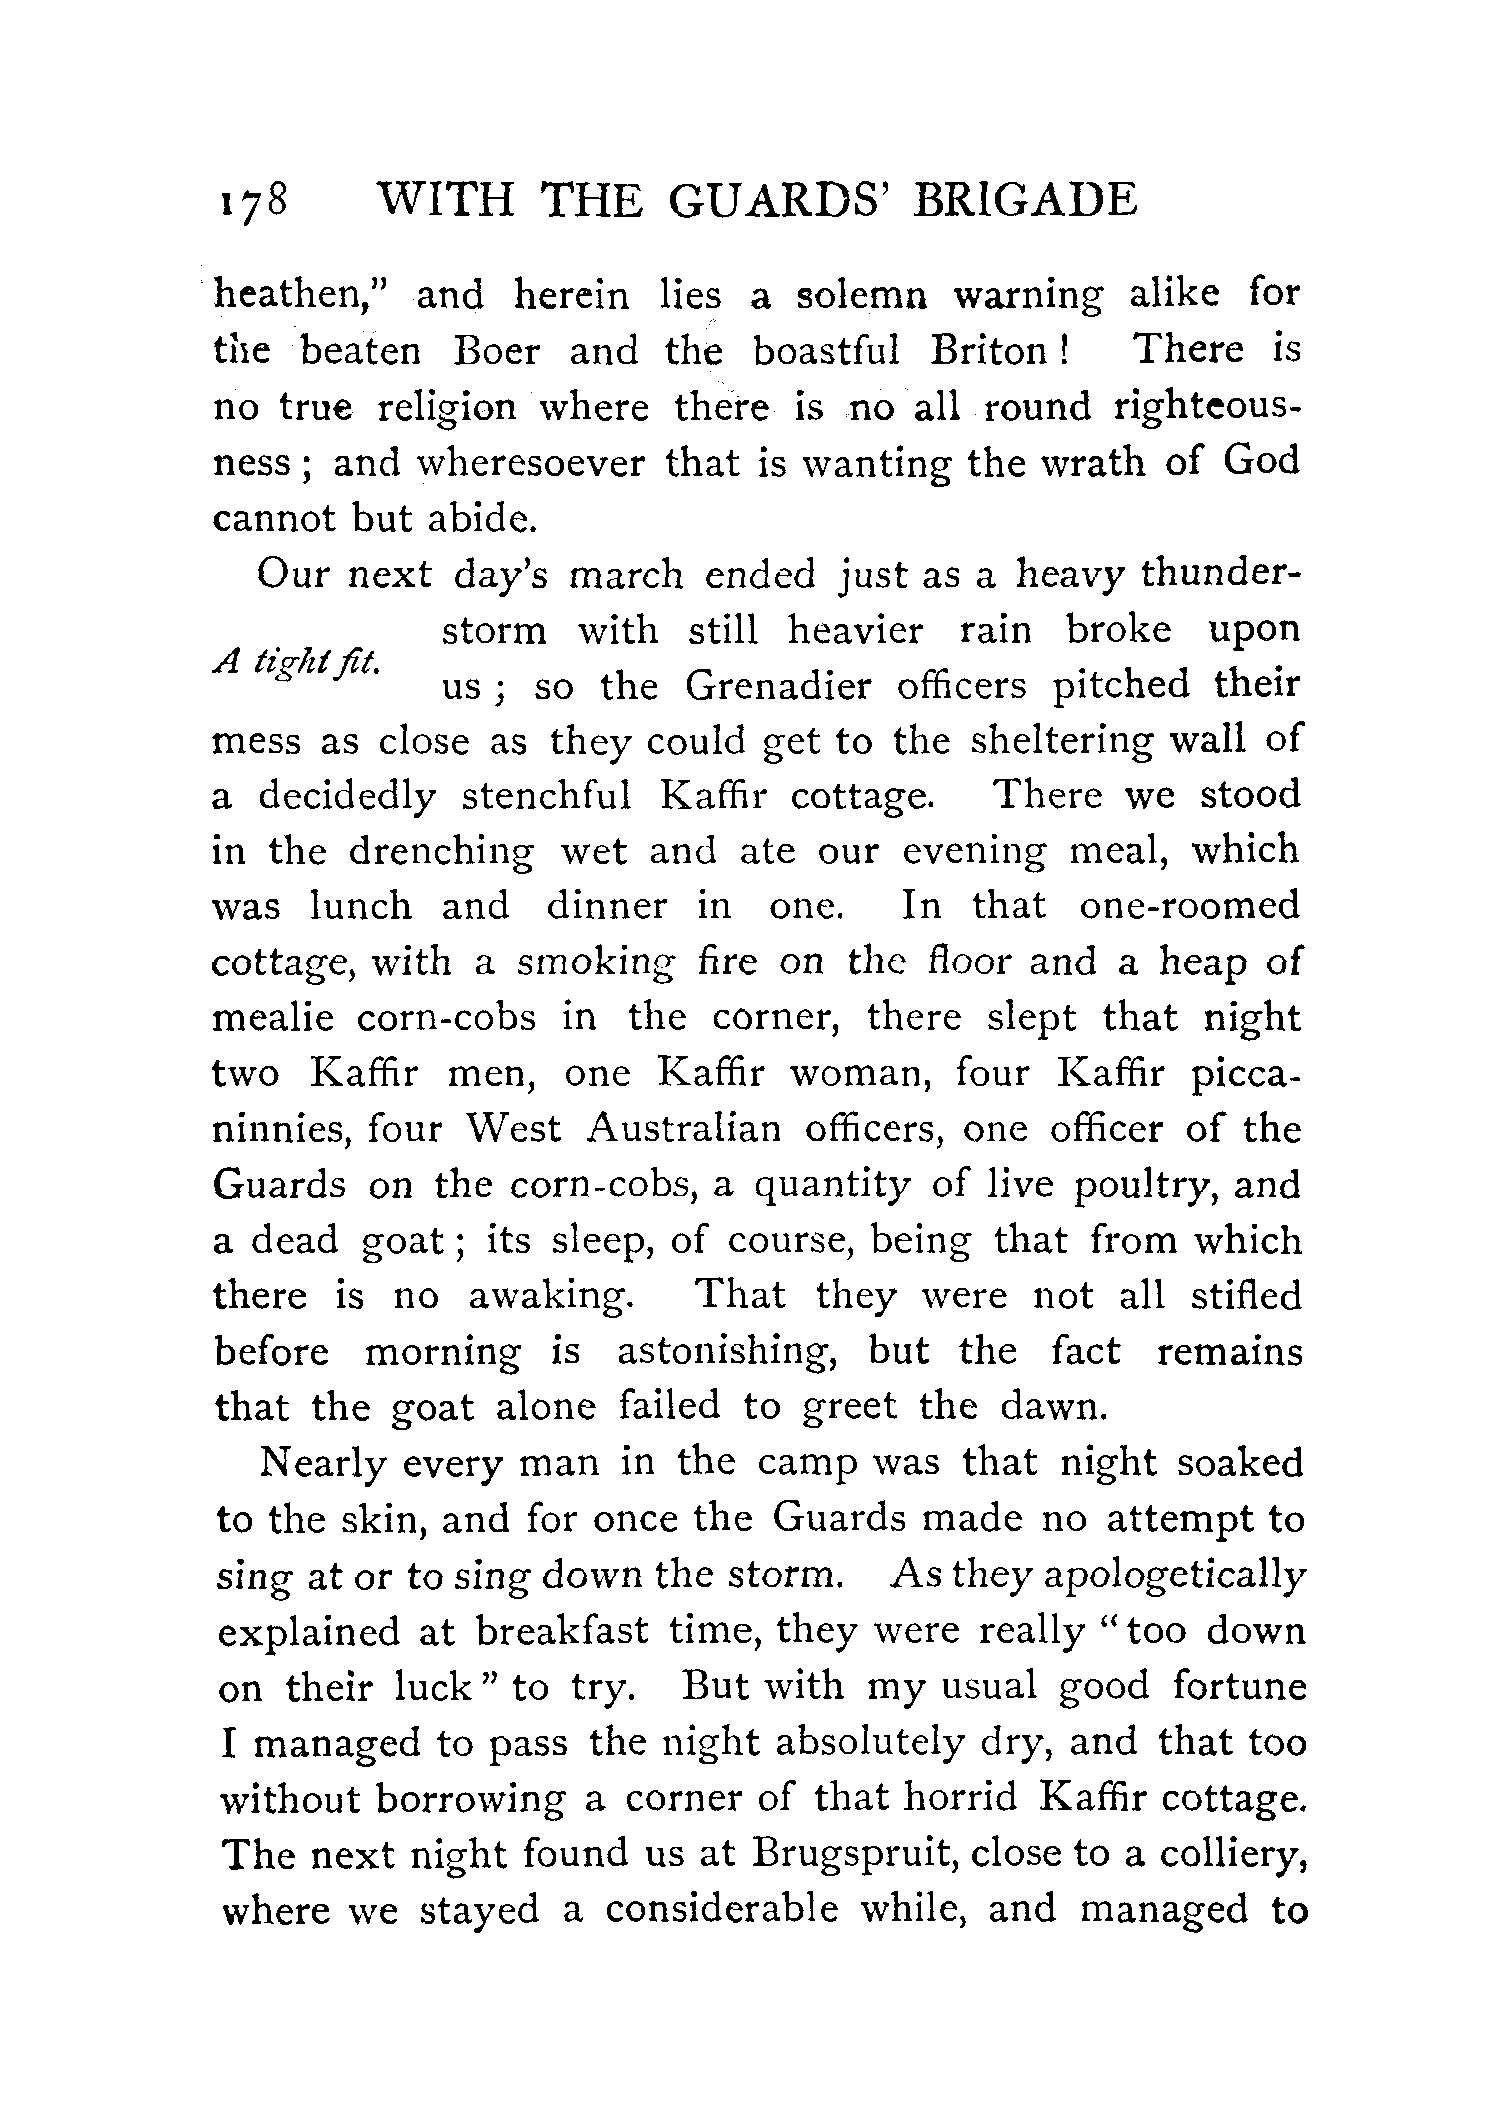 178 WITH THE GUARDS' BRIGADE
heathen," and herein lies a solemn warning alike for
the beaten Boer and the boastful Briton ! There is
no true religion where there is no all round righteous-
ness ; and wheresoever that is wanting the wrath of God
cannot but abide.
Our next day's march ended just as a heavy thunder-
storm with still heavier rain broke upon
A tight fit.
us ; so the Grenadier officers pitched their
mess as close as they could get to the sheltering wall of
a decidedly stenchful Kaffir cottage. There we stood
in the drenching wet and ate our evening meal, which
was lunch and dinner in one. In that one-roomed
cottage, with a smoking fire on the floor and a heap of
mealie corn-cobs in the corner, there slept that night
two Kaffir men, one Kaffir woman, four Kaffir picca-
ninnies, four West Australian officers, one officer of the
Guards on the corn-cobs, a quantity of live poultry, and
a dead goat ; its sleep, of course, being that from which
there is no awaking. That they were not all stifled
before morning is astonishing, but the fact remains
that the goat alone failed to greet the dawn.
Nearly every man in the camp was that night soaked
to the skin, and for once the Guards made no attempt to
sing at or to sing down the storm. As they apologetically
explained at breakfast time, they were really "too down
on their luck" to try. But with my usual good fortune
I managed to pass the night absolutely dry, and that too
without borrowing a corner of that horrid Kaffir cottage.
The next night found us at Brugspruit, close to a colliery,
where we stayed a considerable while, and managed to